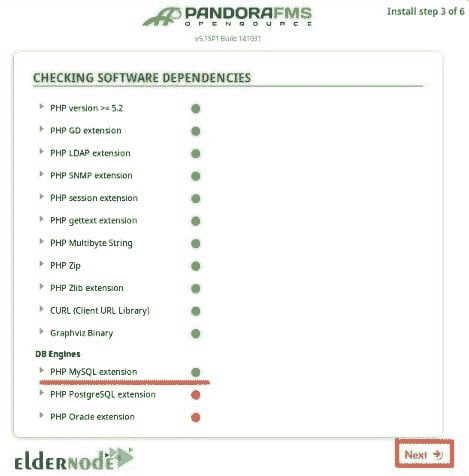 PANDORAFMS
OPENSOURCE
Install step 3 of 6
v5.1SP1 Build 141031
CHECKING SOFTWARE DEPENDENCIES
PHP version >= 5.2
PHP GD extension
PHP LDAP extension
PHP SNMP extension
PHP session extension
PHP gettext extension
PHP Multibyte String
PHP Zip
PHP Zlib extension
CURL (Client URL Library)
Graphviz Binary
DB Engines
PHP MySQL extension
PHP PostgreSQL extension
PHP Oracle extension
elderNODE
Next